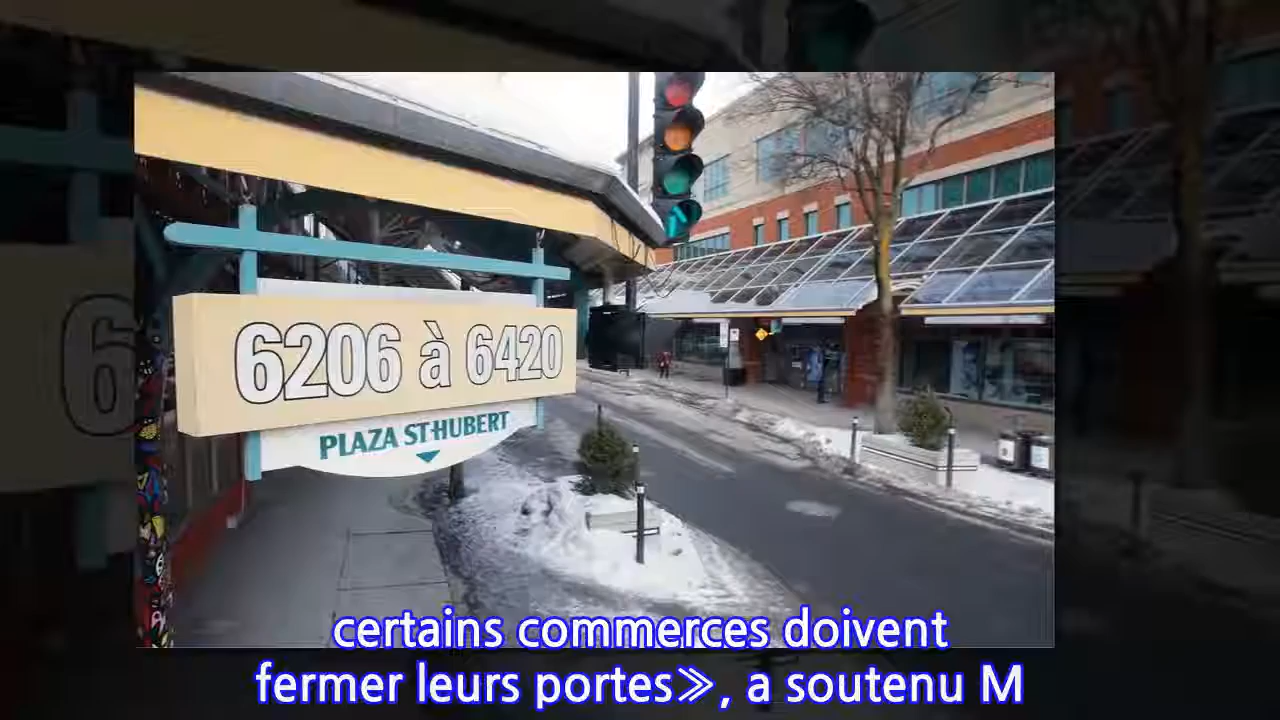 6206 à 6420
PLAZA ST-HUBERT
certains commerces doivent
fermer leurs portes», a soutenu M